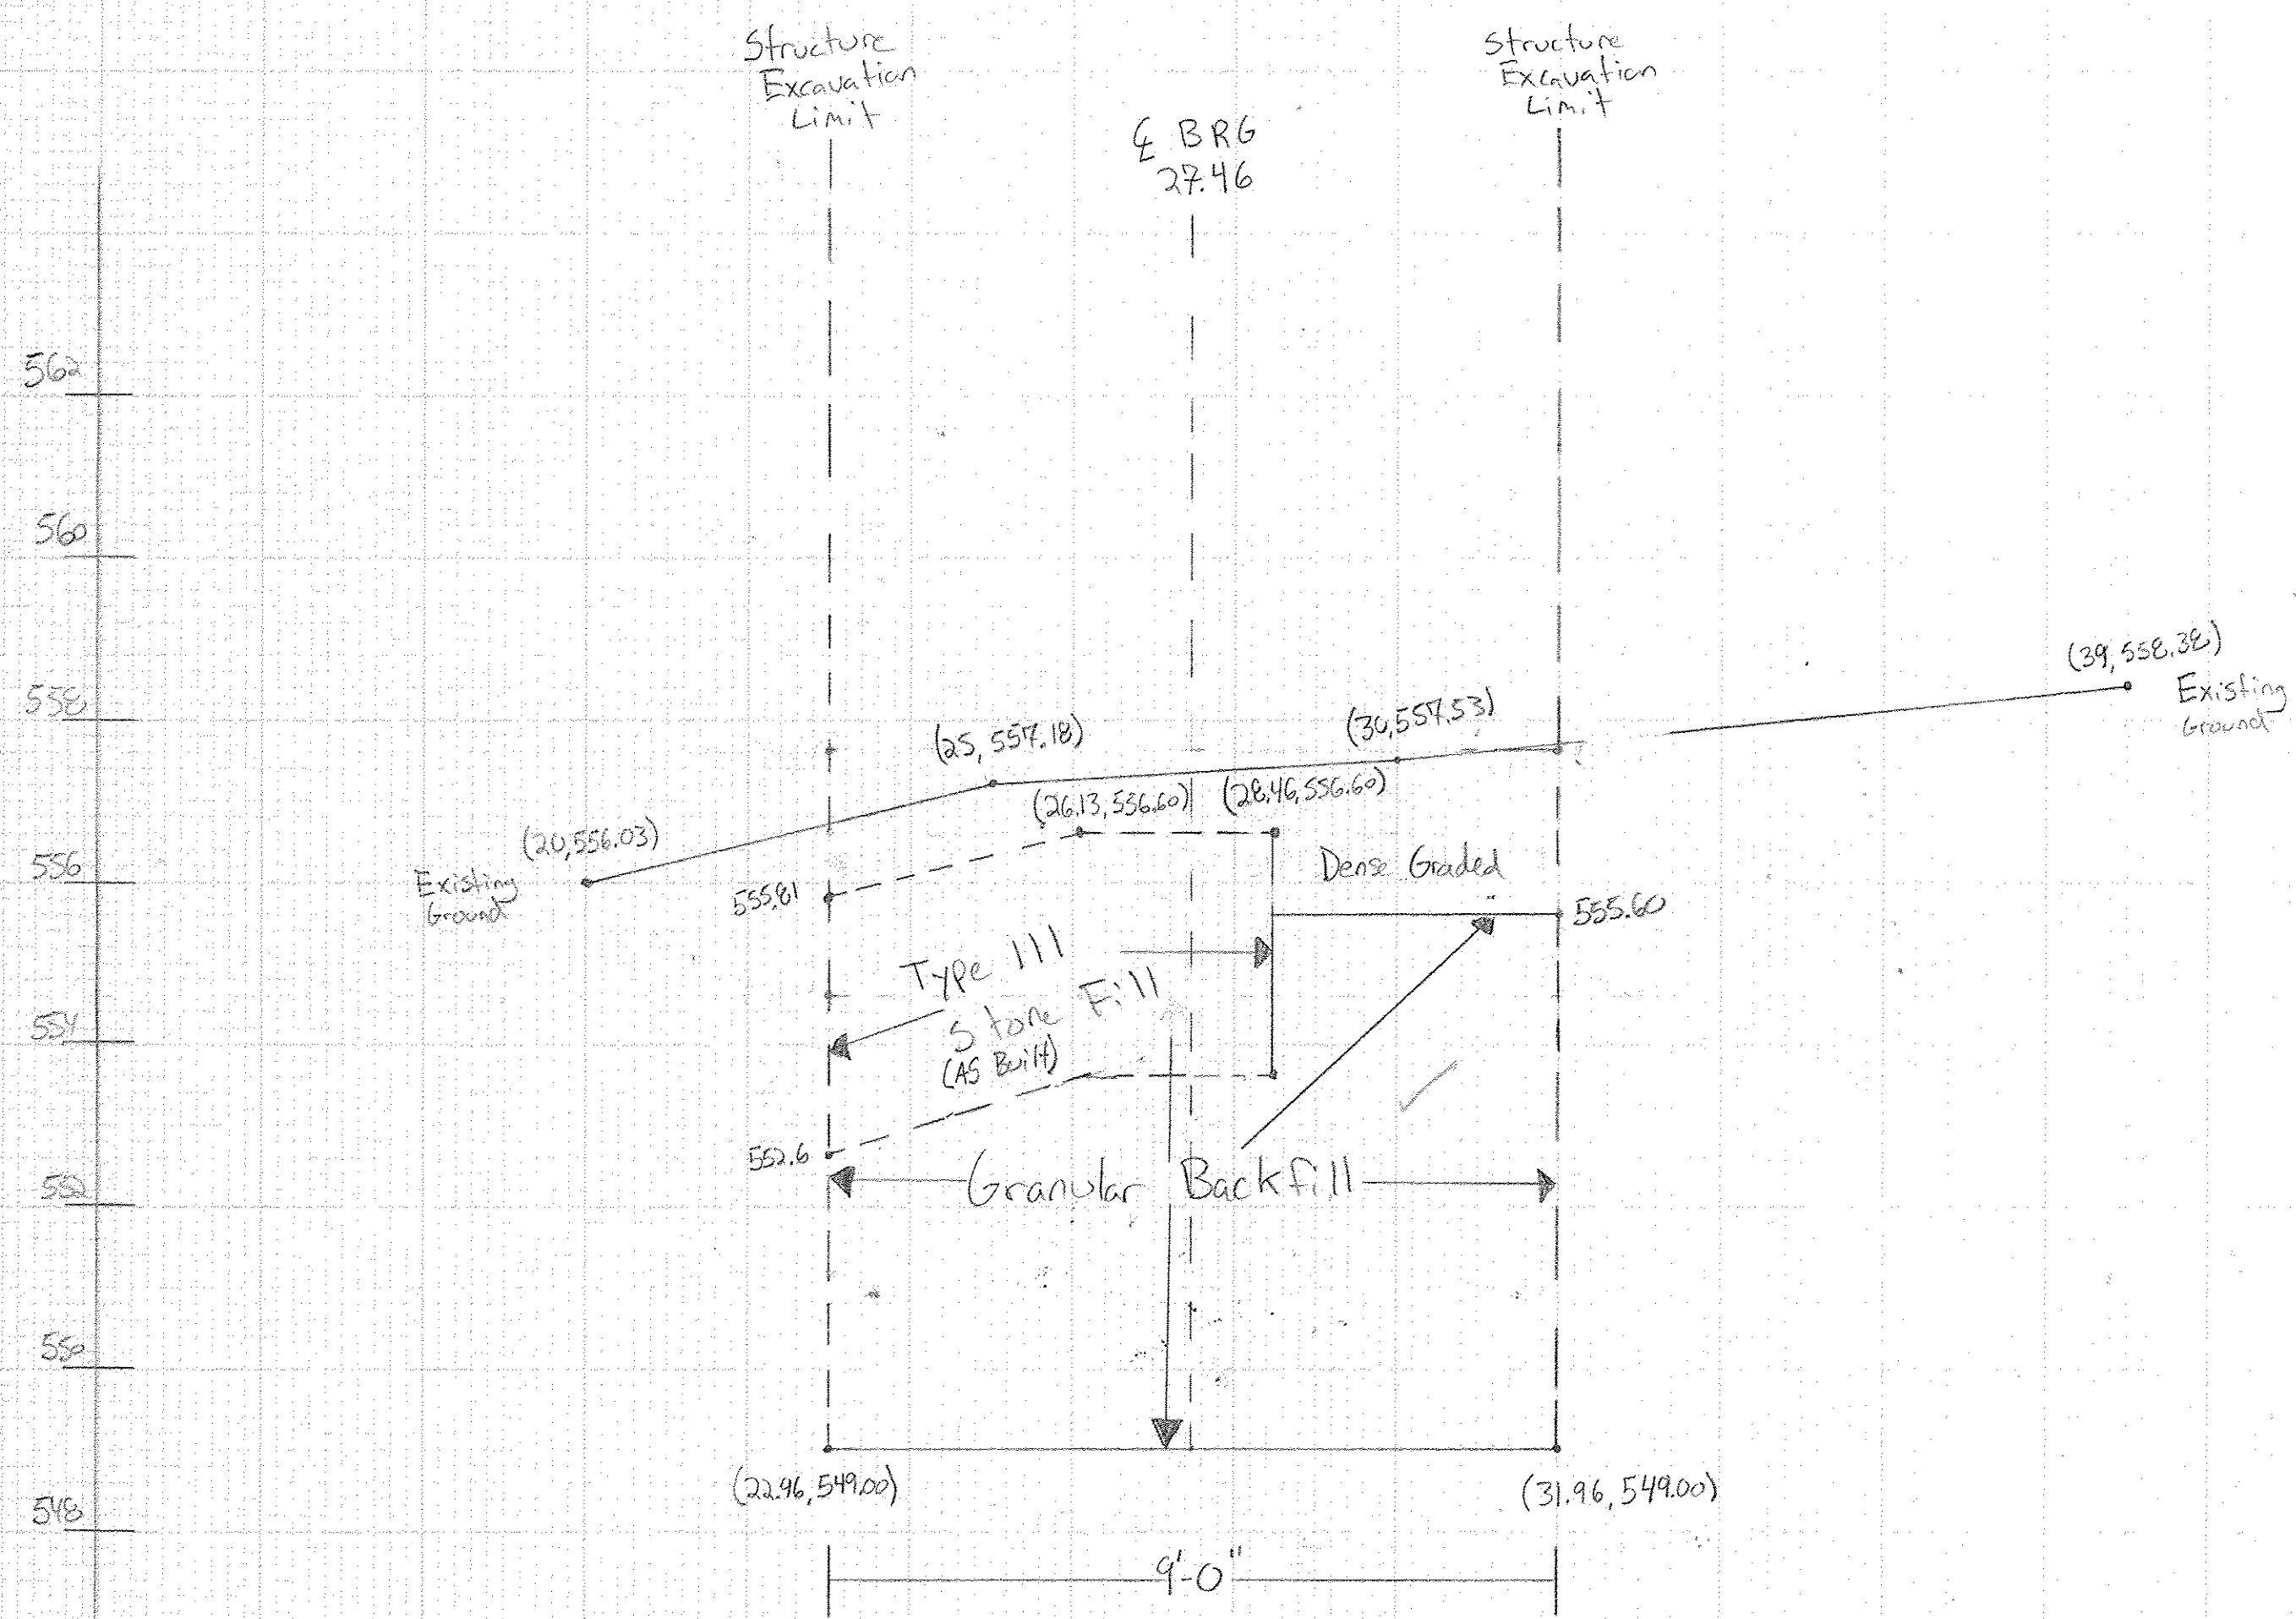 Structure
Excavation
Limit
Structure
Excavation
Limit
℄ BRG
27.46
562
560
558
556
554
552
550
548
(39, 558.38)
Existing
Ground
(30, 557.53)
(25, 557.18)
(26.13, 556.60)
(28.46, 556.60)
(20, 556.03)
Existing
Ground
555.81
Dense Graded
555.60
Type III
Stone Fill
(AS Built)
552.6
Granular Backfill
(22.96, 549.00)
(31.96, 549.00)
9'-0"